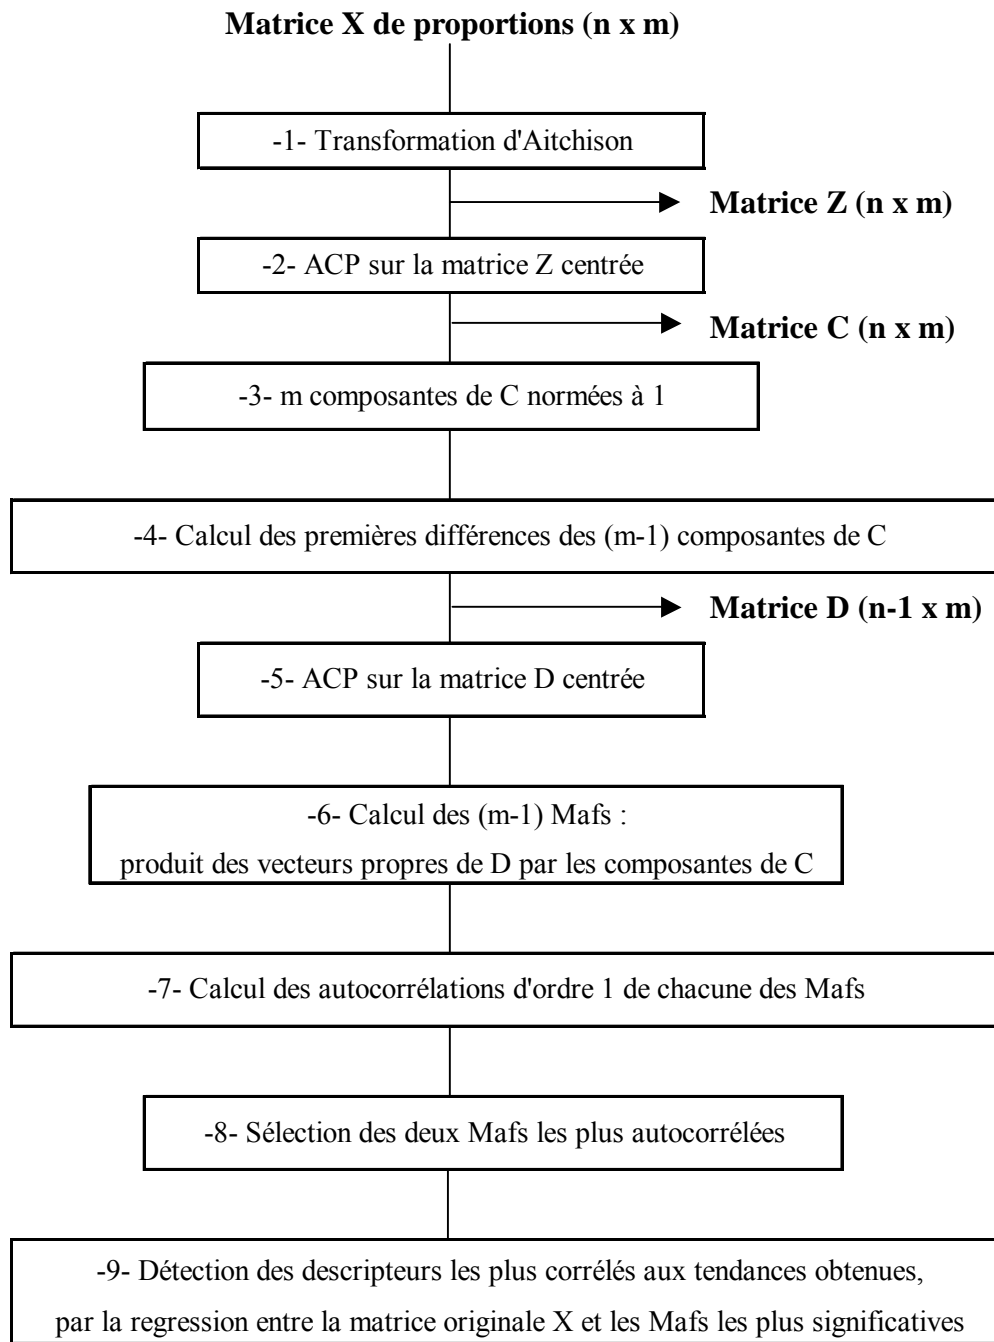 Matrice X de proportions (n x m)
-1- Transformation d'Aitchison
Matrice Z (n x m)
-2- ACP sur la matrice Z centrée
Matrice C (n x m)
-3- m composantes de C normées à 1
-4- Calcul des premières différences des (m-1) composantes de C
Matrice D (n-1 x m)
-5- ACP sur la matrice D centrée
-6- Calcul des (m-1) Mafs :
produit des vecteurs propres de D par les composantes de C
-7- Calcul des autocorrélations d'ordre 1 de chacune des Mafs
-8- Sélection des deux Mafs les plus autocorrélées
-9- Détection des descripteurs les plus corrélés aux tendances obtenues,
par la regression entre la matrice originale X et les Mafs les plus significatives